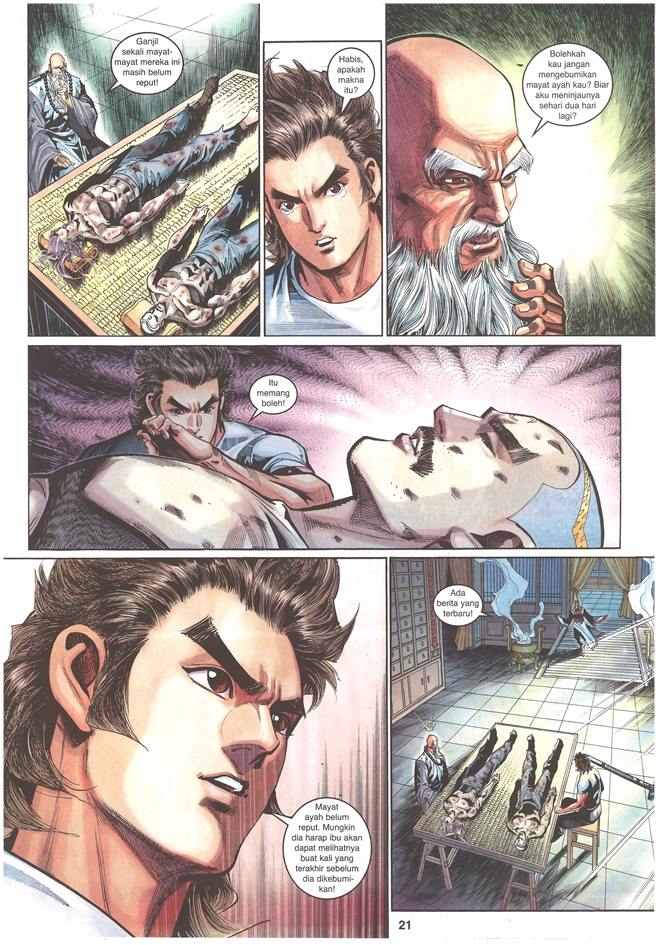 Ganjil
sekali mayat-
mayat mereka ini
masih belum
reput!
Habis,
apakah
makna
itu?
Bolehkah
kau jangan
mengebumikan
mayat ayah kau? Biar
aku meninjaunya
sehari dua hari
lagi?
Itu
memang
boleh!
Mayat
ayah belum
reput. Mungkin
dia harap ibu akan
dapat melihatnya
buat kali yang
terakhir sebelum
dia dikebumi-
kan!
Ada
berita yang
terbaru!
21